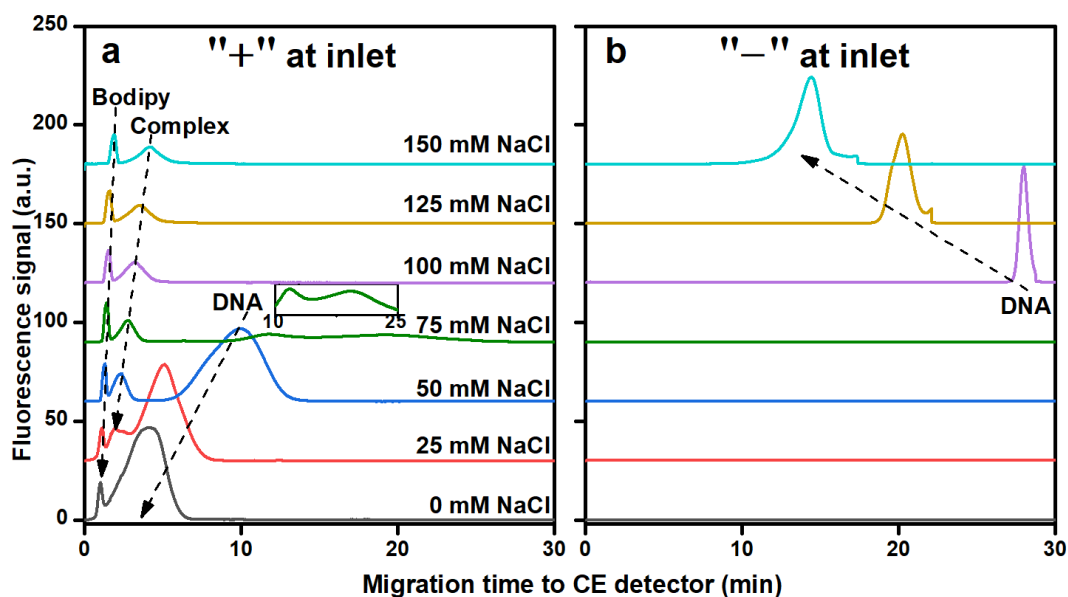 a
"+" at inlet
b
"−" at inlet
Fluorescence signal (a.u.)
250
200
150
100
50
0
Bodipy
Complex
DNA
10
25
150 mM NaCl
125 mM NaCl
100 mM NaCl
75 mM NaCl
50 mM NaCl
25 mM NaCl
0 mM NaCl
DNA
0
10
20
30
0
10
20
30
Migration time to CE detector (min)